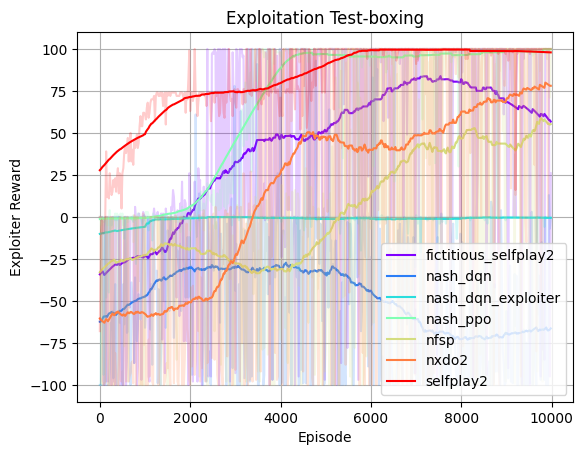 Exploitation Test-boxing
Exploiter Reward
100
75
50
25
0
−25
−50
−75
−100
0
2000
4000
6000
8000
10000
Episode
fictitious_selfplay2
nash_dqn
nash_dqn_exploiter
nash_ppo
nfsp
nxdo2
selfplay2